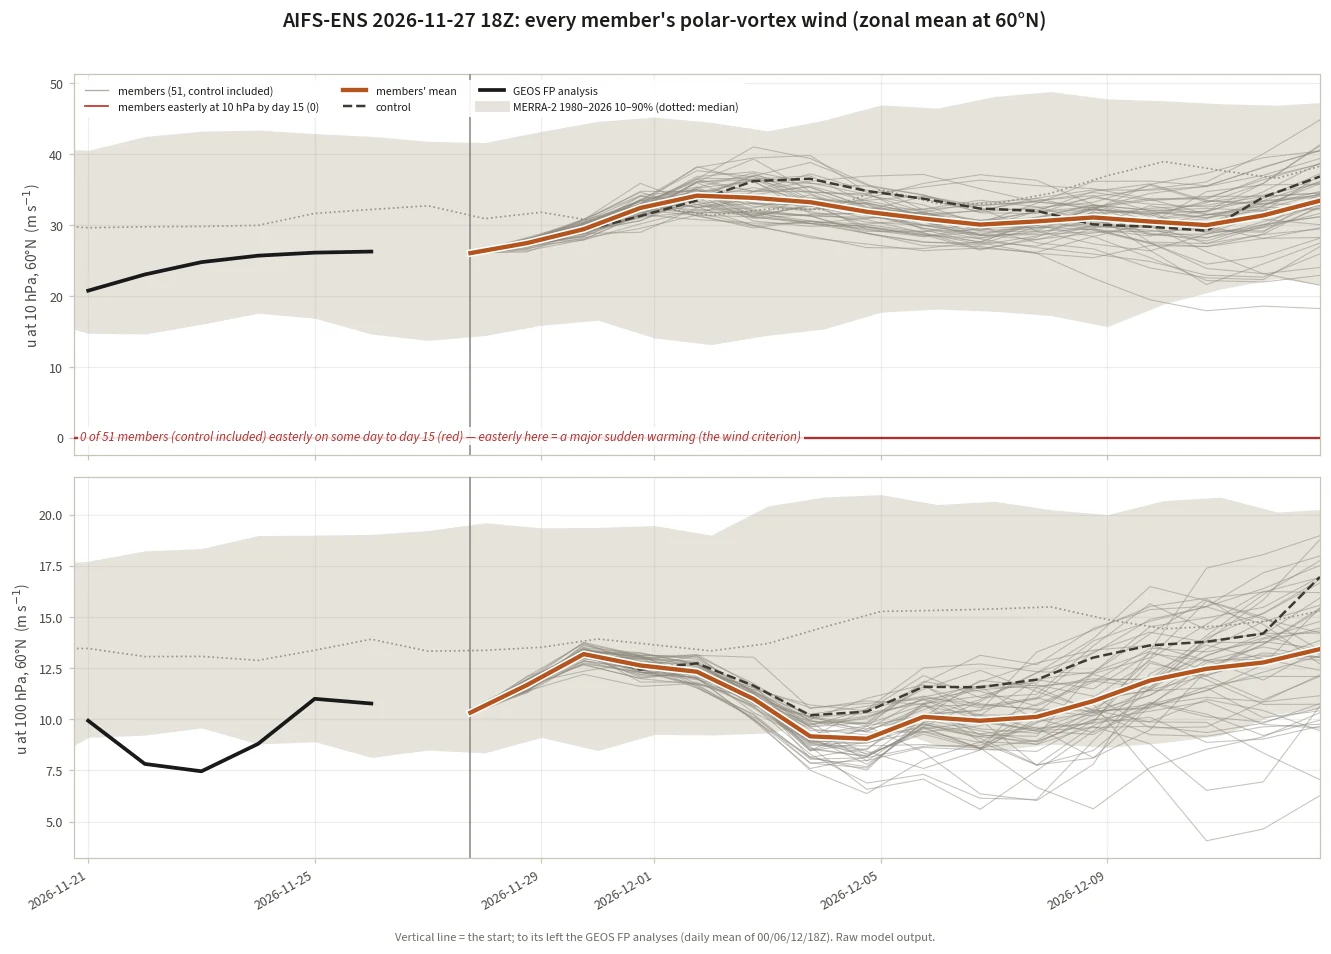 AIFS-ENS 2026-11-27 18Z: every member's polar-vortex wind (zonal mean at 60°N)
members (51, control included)
members easterly at 10 hPa by day 15 (0)
members' mean
control
GEOS FP analysis
MERRA-2 1980–2026 10–90% (dotted: median)
u at 10 hPa, 60°N (m s⁻¹)
50
40
30
20
10
0
0 of 51 members (control included) easterly on some day to day 15 (red) — easterly here = a major sudden warming (the wind criterion)
u at 100 hPa, 60°N (m s⁻¹)
20.0
17.5
15.0
12.5
10.0
7.5
5.0
2026-11-21
2026-11-25
2026-11-29
2026-12-01
2026-12-05
2026-12-09
Vertical line = the start; to its left the GEOS FP analyses (daily mean of 00/06/12/18Z). Raw model output.